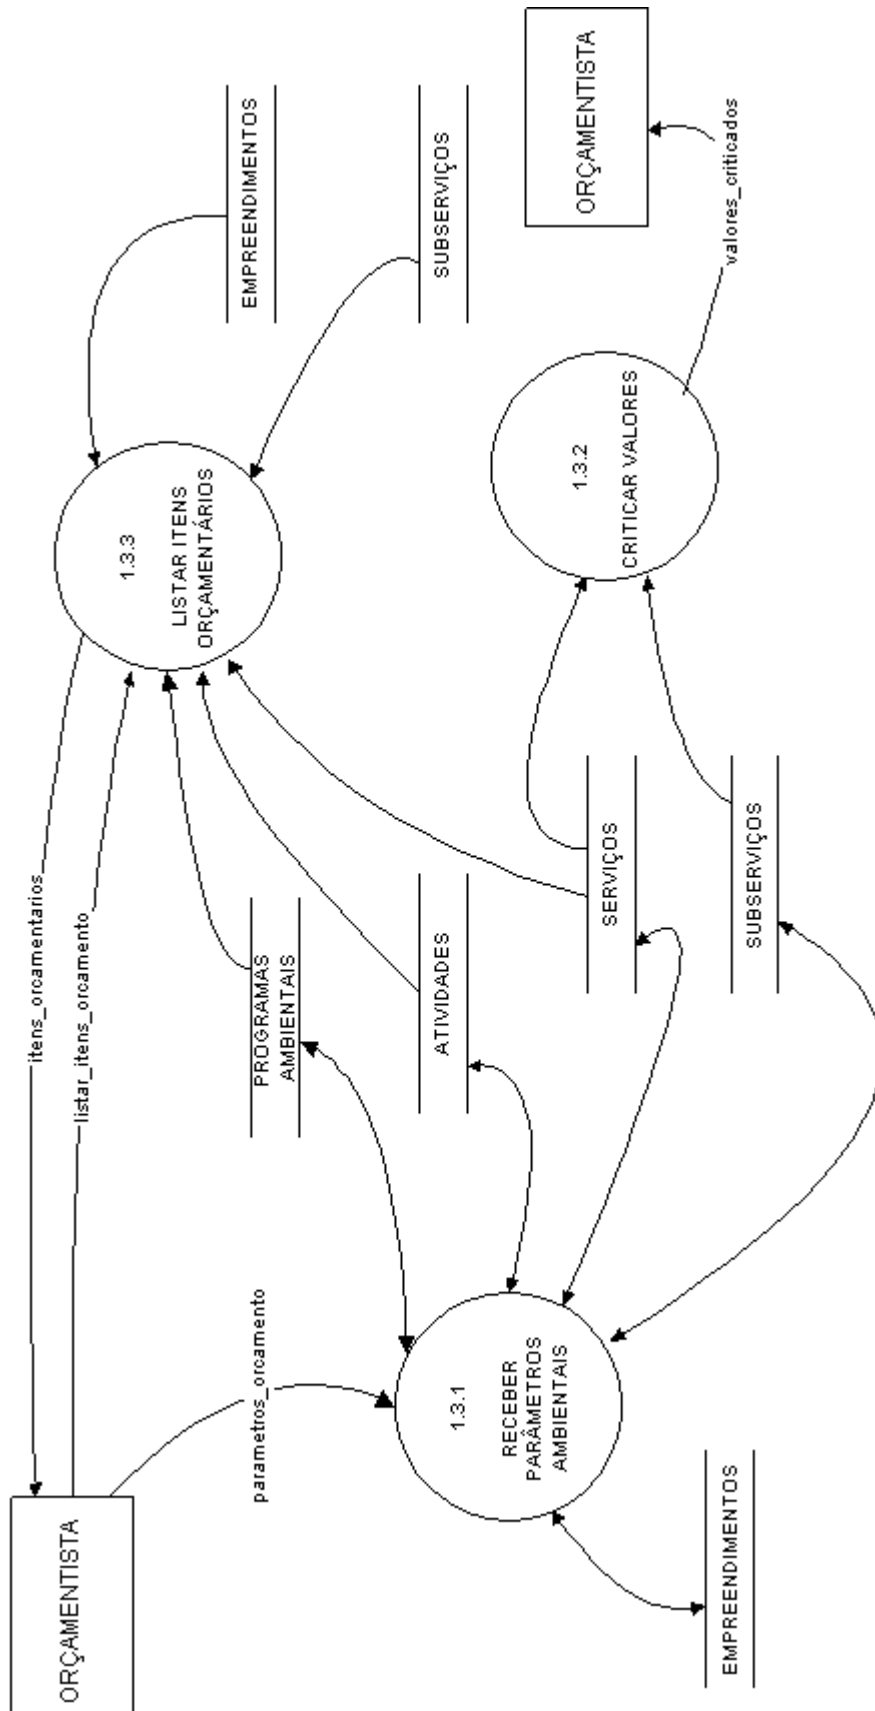 ORÇAMENTISTA
itens_orcamentarios
listar_itens_orcamento
parametros_orcamento
1.3.3
LISTAR ITENS
ORÇAMENTÁRIOS
EMPREENDIMENTOS
SUBSERVIÇOS
PROGRAMAS
AMBIENTAIS
ATIVIDADES
1.3.1
RECEBER
PARÂMETROS
AMBIENTAIS
SERVIÇOS
1.3.2
CRITICAR VALORES
ORÇAMENTISTA
valores_criticados
EMPREENDIMENTOS
SUBSERVIÇOS